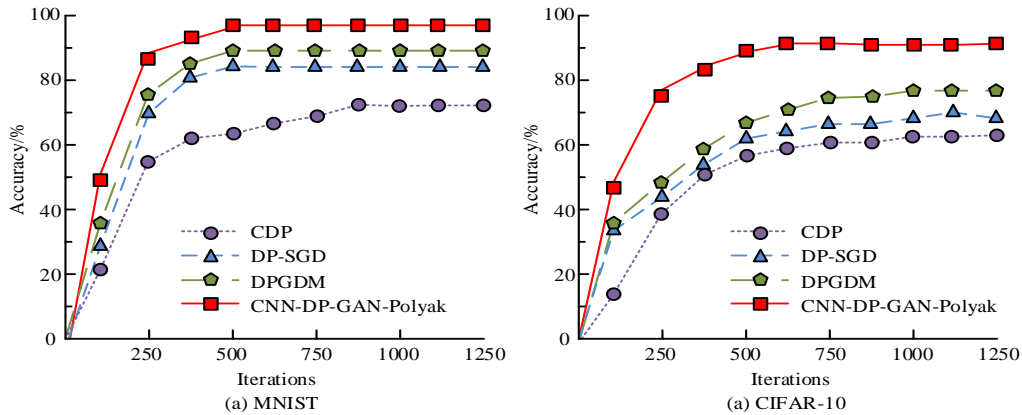 Accuracy/%
100
80
60
40
20
0
CDP
DP-SGD
DPGDM
CNN-DP-GAN-Polyak
250 500 750 1000 1250
Iterations
(a) MNIST
Accuracy/%
100
80
60
40
20
0
CDP
DP-SGD
DPGDM
CNN-DP-GAN-Polyak
250 500 750 1000 1250
Iterations
(a) CIFAR-10